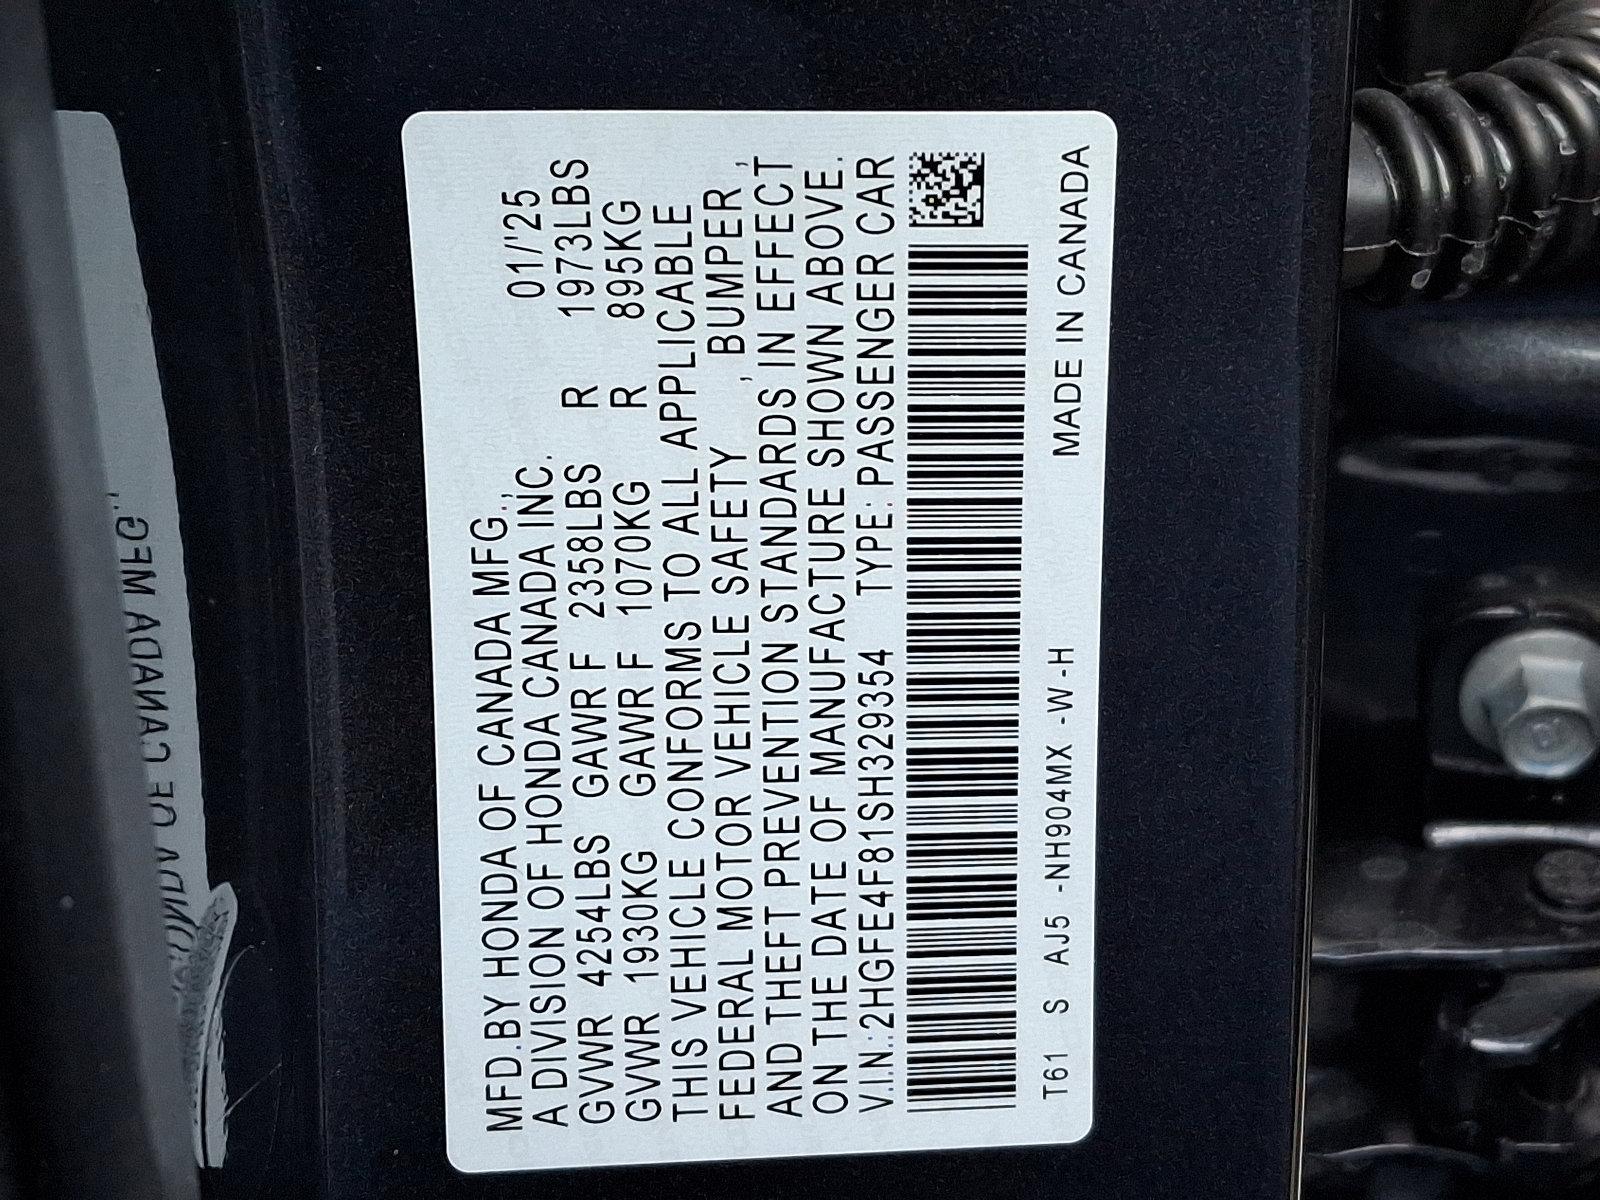 MFD.BY HONDA OF CANADA MFG.,
A DIVISION OF HONDA CANADA INC. 01/'25
GVWR 4254LBS GAWR F 2358LBS R 1973LBS
GVWR 1930KG GAWR F 1070KG R 895KG
THIS VEHICLE CONFORMS TO ALL APPLICABLE
FEDERAL MOTOR VEHICLE SAFETY , BUMPER ,
AND THEFT PREVENTION STANDARDS IN EFFECT
ON THE DATE OF MANUFACTURE SHOWN ABOVE.
V.I.N.:2HGFE4F81SH329354 TYPE: PASSENGER CAR
T61 S AJ5 -NH904MX -W-H MADE IN CANADA
OF CANADA MFG.,